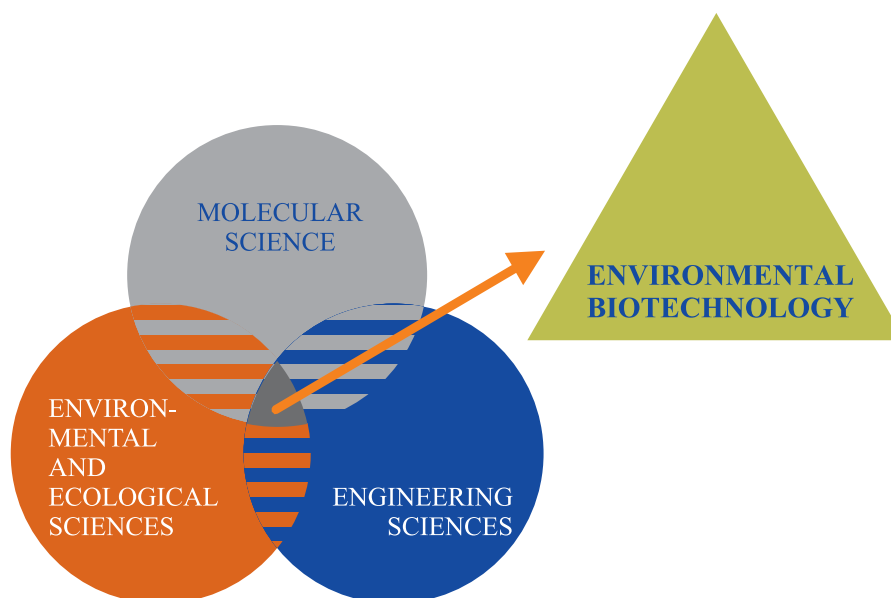 MOLECULAR
SCIENCE
ENVIRONMENTAL
BIOTECHNOLOGY
ENVIRON-
MENTAL
AND
ECOLOGICAL
SCIENCES
ENGINEERING
SCIENCES